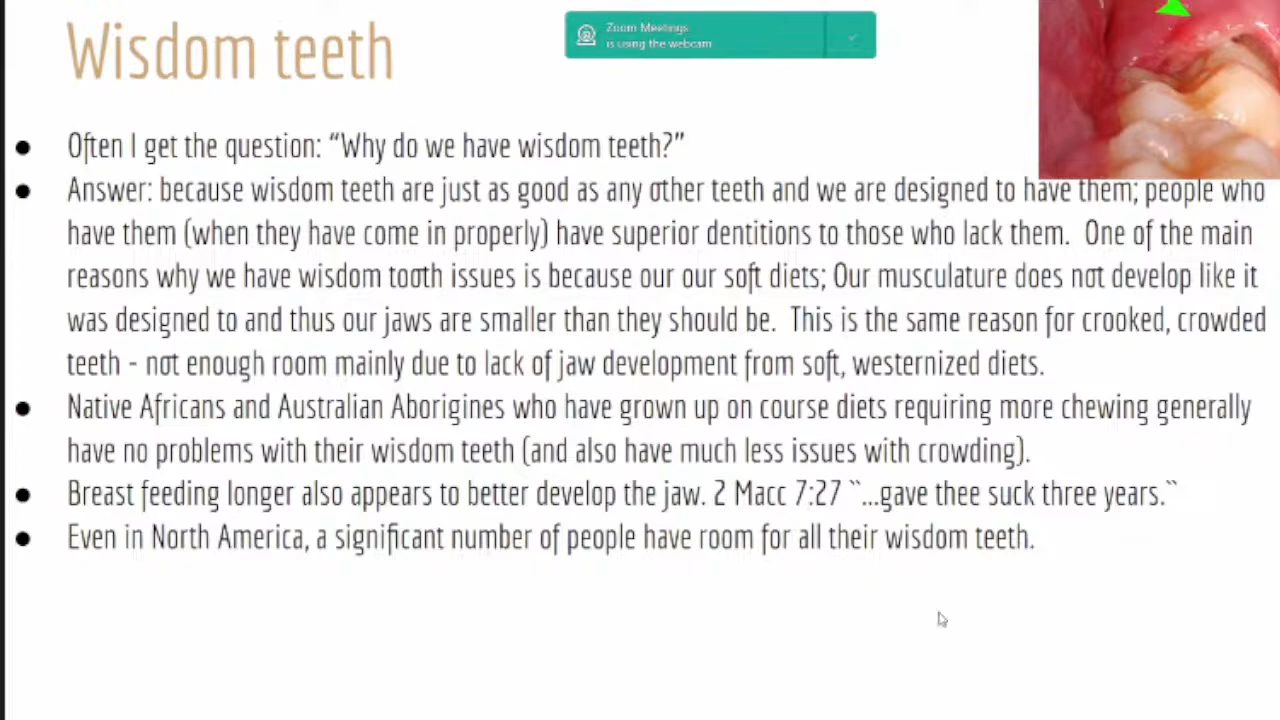 Wisdom teeth
Zoom Meetings
is using the webcam
Often I get the question: “Why do we have wisdom teeth?”
Answer: because wisdom teeth are just as good as any other teeth and we are designed to have them; people who
have them (when they have come in properly) have superior dentitions to those who lack them.  One of the main
reasons why we have wisdom tooth issues is because our our soft diets; Our musculature does not develop like it
was designed to and thus our jaws are smaller than they should be.  This is the same reason for crooked, crowded
teeth - not enough room mainly due to lack of jaw development from soft, westernized diets.
Native Africans and Australian Aborigines who have grown up on course diets requiring more chewing generally
have no problems with their wisdom teeth (and also have much less issues with crowding).
Breast feeding longer also appears to better develop the jaw. 2 Macc 7:27 ``...gave thee suck three years.``
Even in North America, a significant number of people have room for all their wisdom teeth.